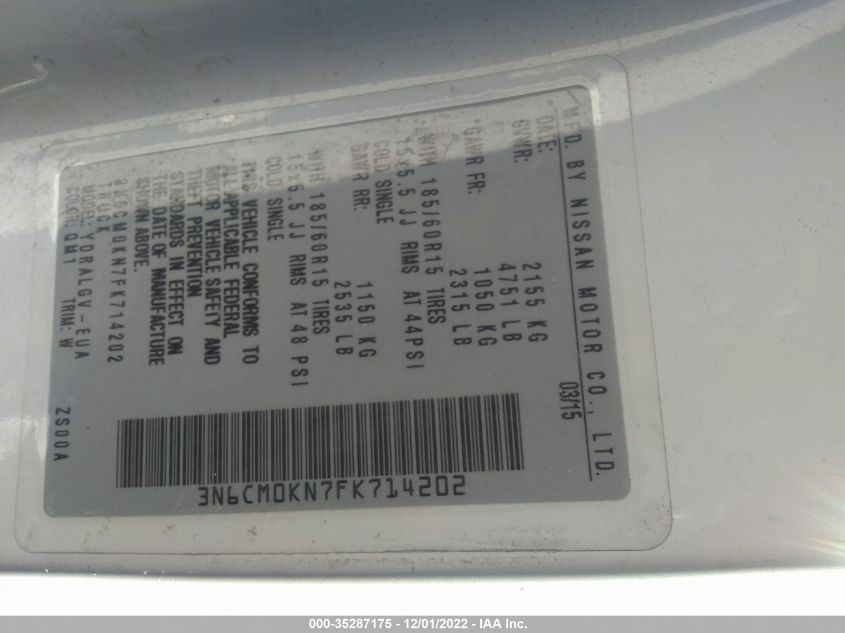 MFD. BY NISSAN MOTOR CO., LTD.
DATE: 03/15
GVWR: 2155 KG
4751 LB
GAWR FR: 1050 KG
2315 LB
WITH 185/60R15 TIRES
15x5.5 JJ RIMS AT 44PSI
COLD SINGLE
GAWR RR: 1150 KG
2535 LB
WITH 185/60R15 TIRES
15x5.5 JJ RIMS AT 48 PSI
COLD SINGLE
THIS VEHICLE CONFORMS TO
ALL APPLICABLE FEDERAL
MOTOR VEHICLE SAFETY AND
THEFT PREVENTION
STANDARDS IN EFFECT ON
THE DATE OF MANUFACTURE
SHOWN ABOVE.
3N6CM0KN7FK714202
TRUCK
MODEL: YDRALGV-EUA
COLOR: QM1 TRIM: W
ZS00A
3N6CM0KN7FK714202
000-35287175 - 12/01/2022 - IAA Inc.